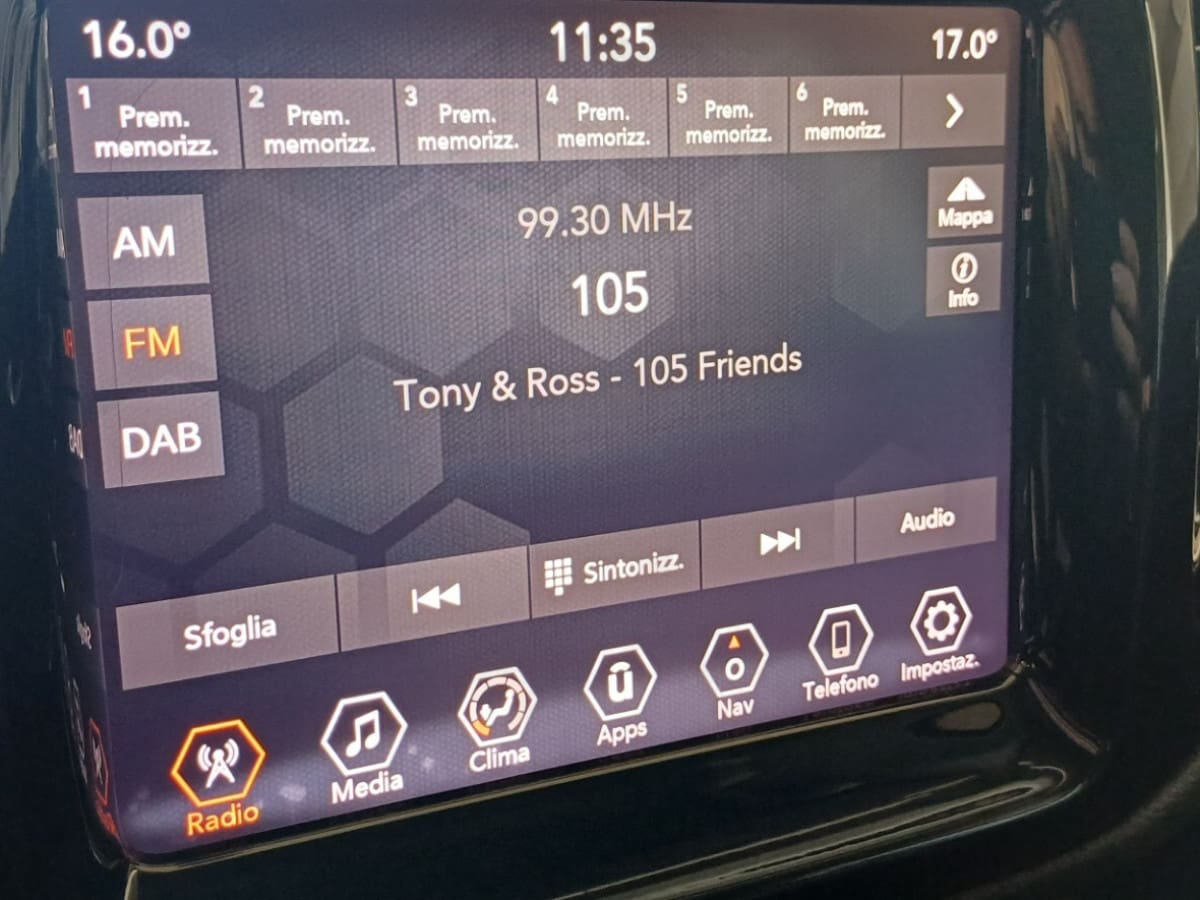 16.0° 11:35 17.0°
1 2 3 4 5 6
Prem. Prem. Prem. Prem. Prem. Prem.
memorizz. memorizz. memorizz. memorizz. memorizz. memorizz.
AM
FM
DAB
99.30 MHz
105
Tony & Ross - 105 Friends
Mappa
Info
Sfoglia Sintonizz. Audio
Radio Media Clima Apps Nav Telefono Impostaz.